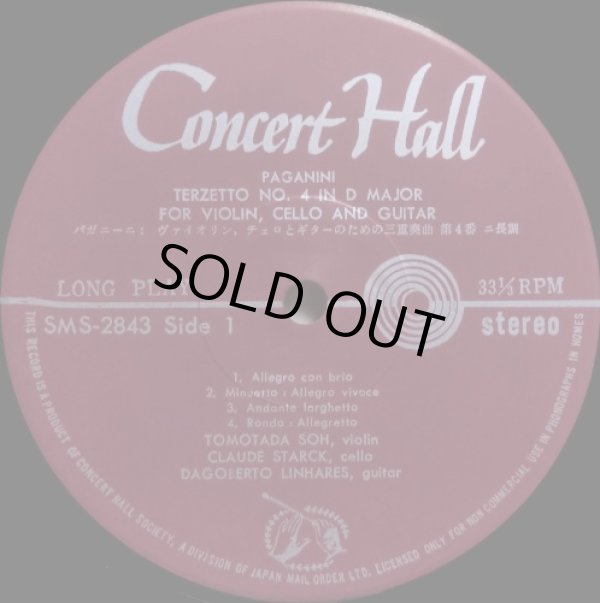 Concert Hall
PAGANINI
TERZETTO NO. 4 IN D MAJOR
FOR VIOLIN, CELLO AND GUITAR
パガニーニ: ヴァイオリン, チェロとギターのための三重奏曲 第4番 ニ長調
LONG PLAY
33⅓ RPM
SOLD OUT
SMS-2843 Side 1
stereo
1. Allegro con brio
2. Minuetto: Allegro vivace
3. Andante larghetto
4. Rondo: Allegretto
TOMOTADA SOH, violin
CLAUDE STARCK, cello
DAGOBERTO LINHARES, guitar
THIS RECORD IS A PRODUCT OF CONCERT HALL SOCIETY, A DIVISION OF JAPAN MAIL ORDER LTD. LICENSED ONLY FOR NON COMMERCIAL USE IN PHONOGRAPHS IN HOMES